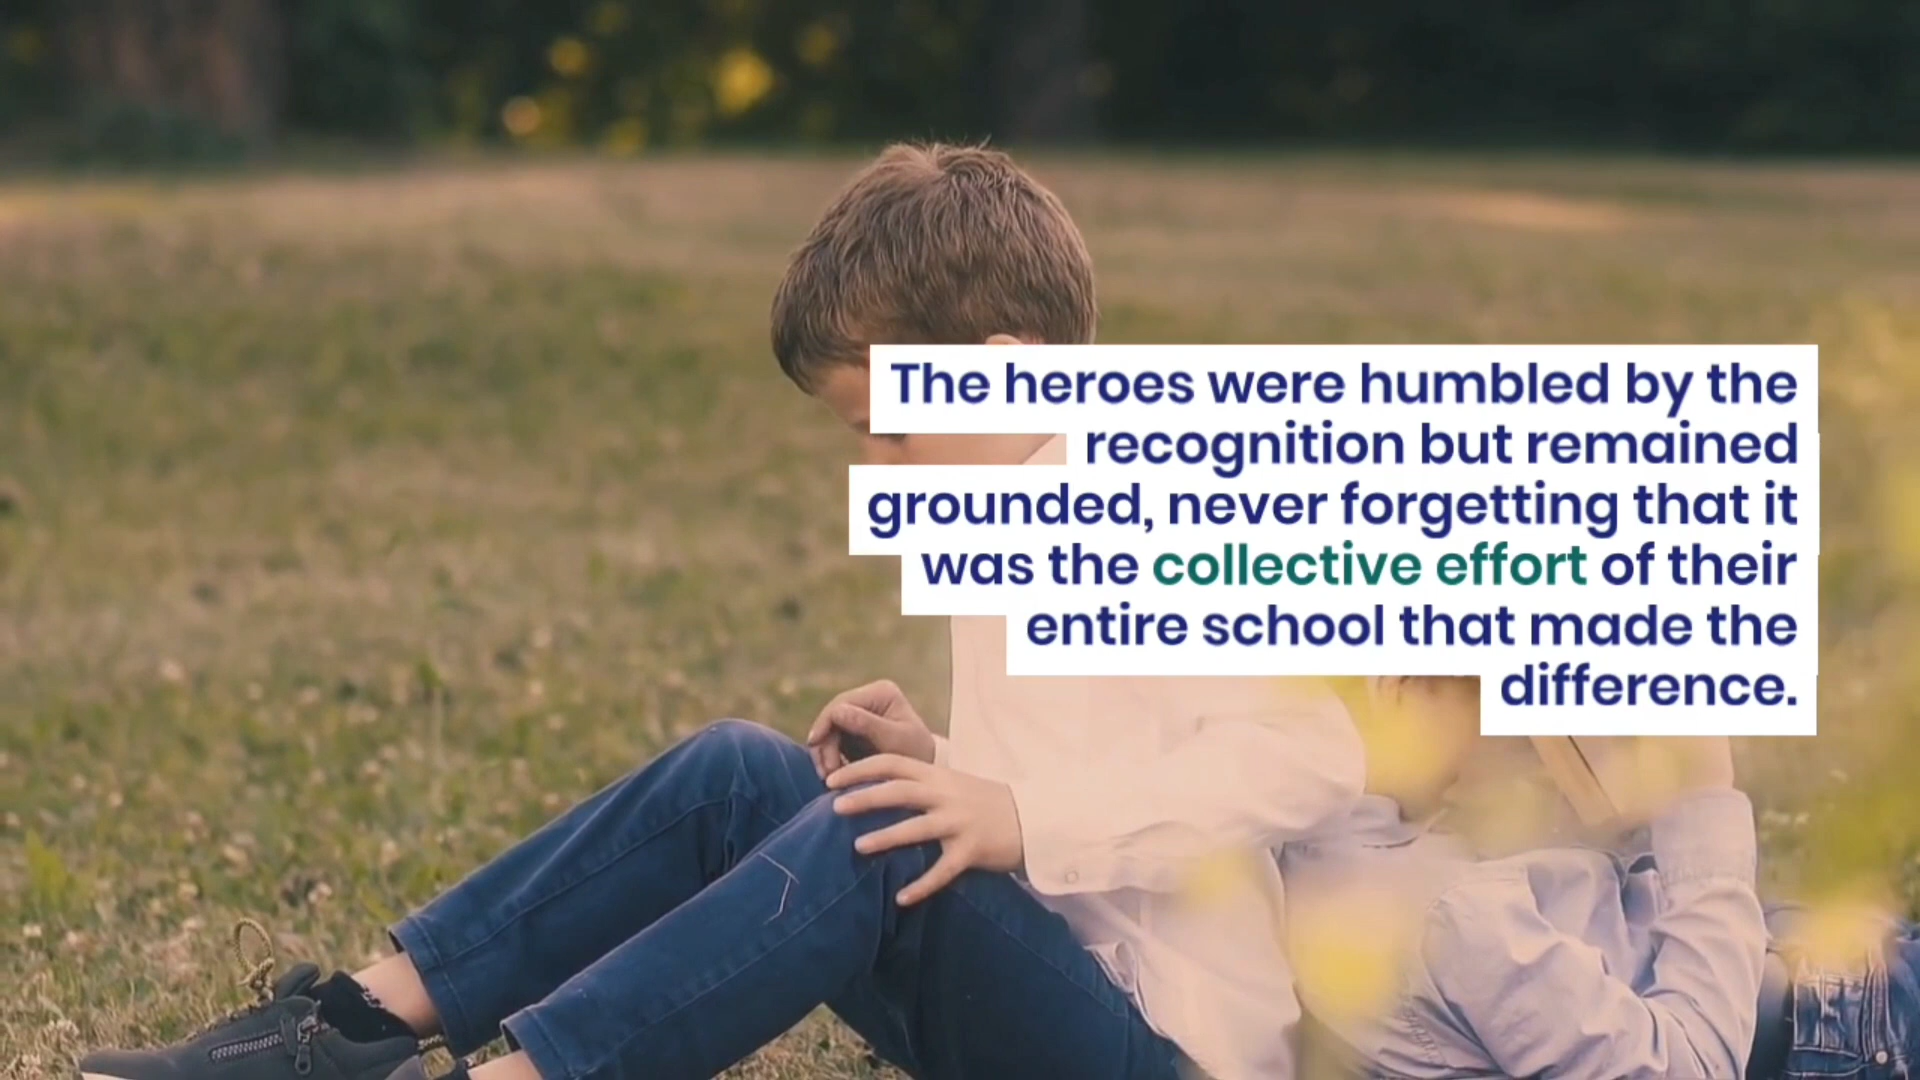 The heroes were humbled by the
recognition but remained
grounded, never forgetting that it
was the collective effort of their
entire school that made the
difference.